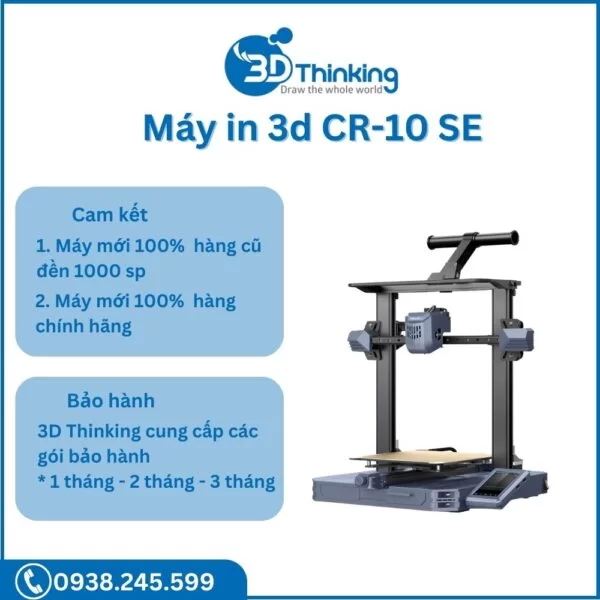 3D Thinking
Draw the whole world
Máy in 3d CR-10 SE
Cam kết
1. Máy mới 100% hàng cũ
đền 1000 sp
2. Máy mới 100% hàng
chính hãng
Bảo hành
3D Thinking cung cấp các
gói bảo hành
* 1 tháng - 2 tháng - 3 tháng
0938.245.599